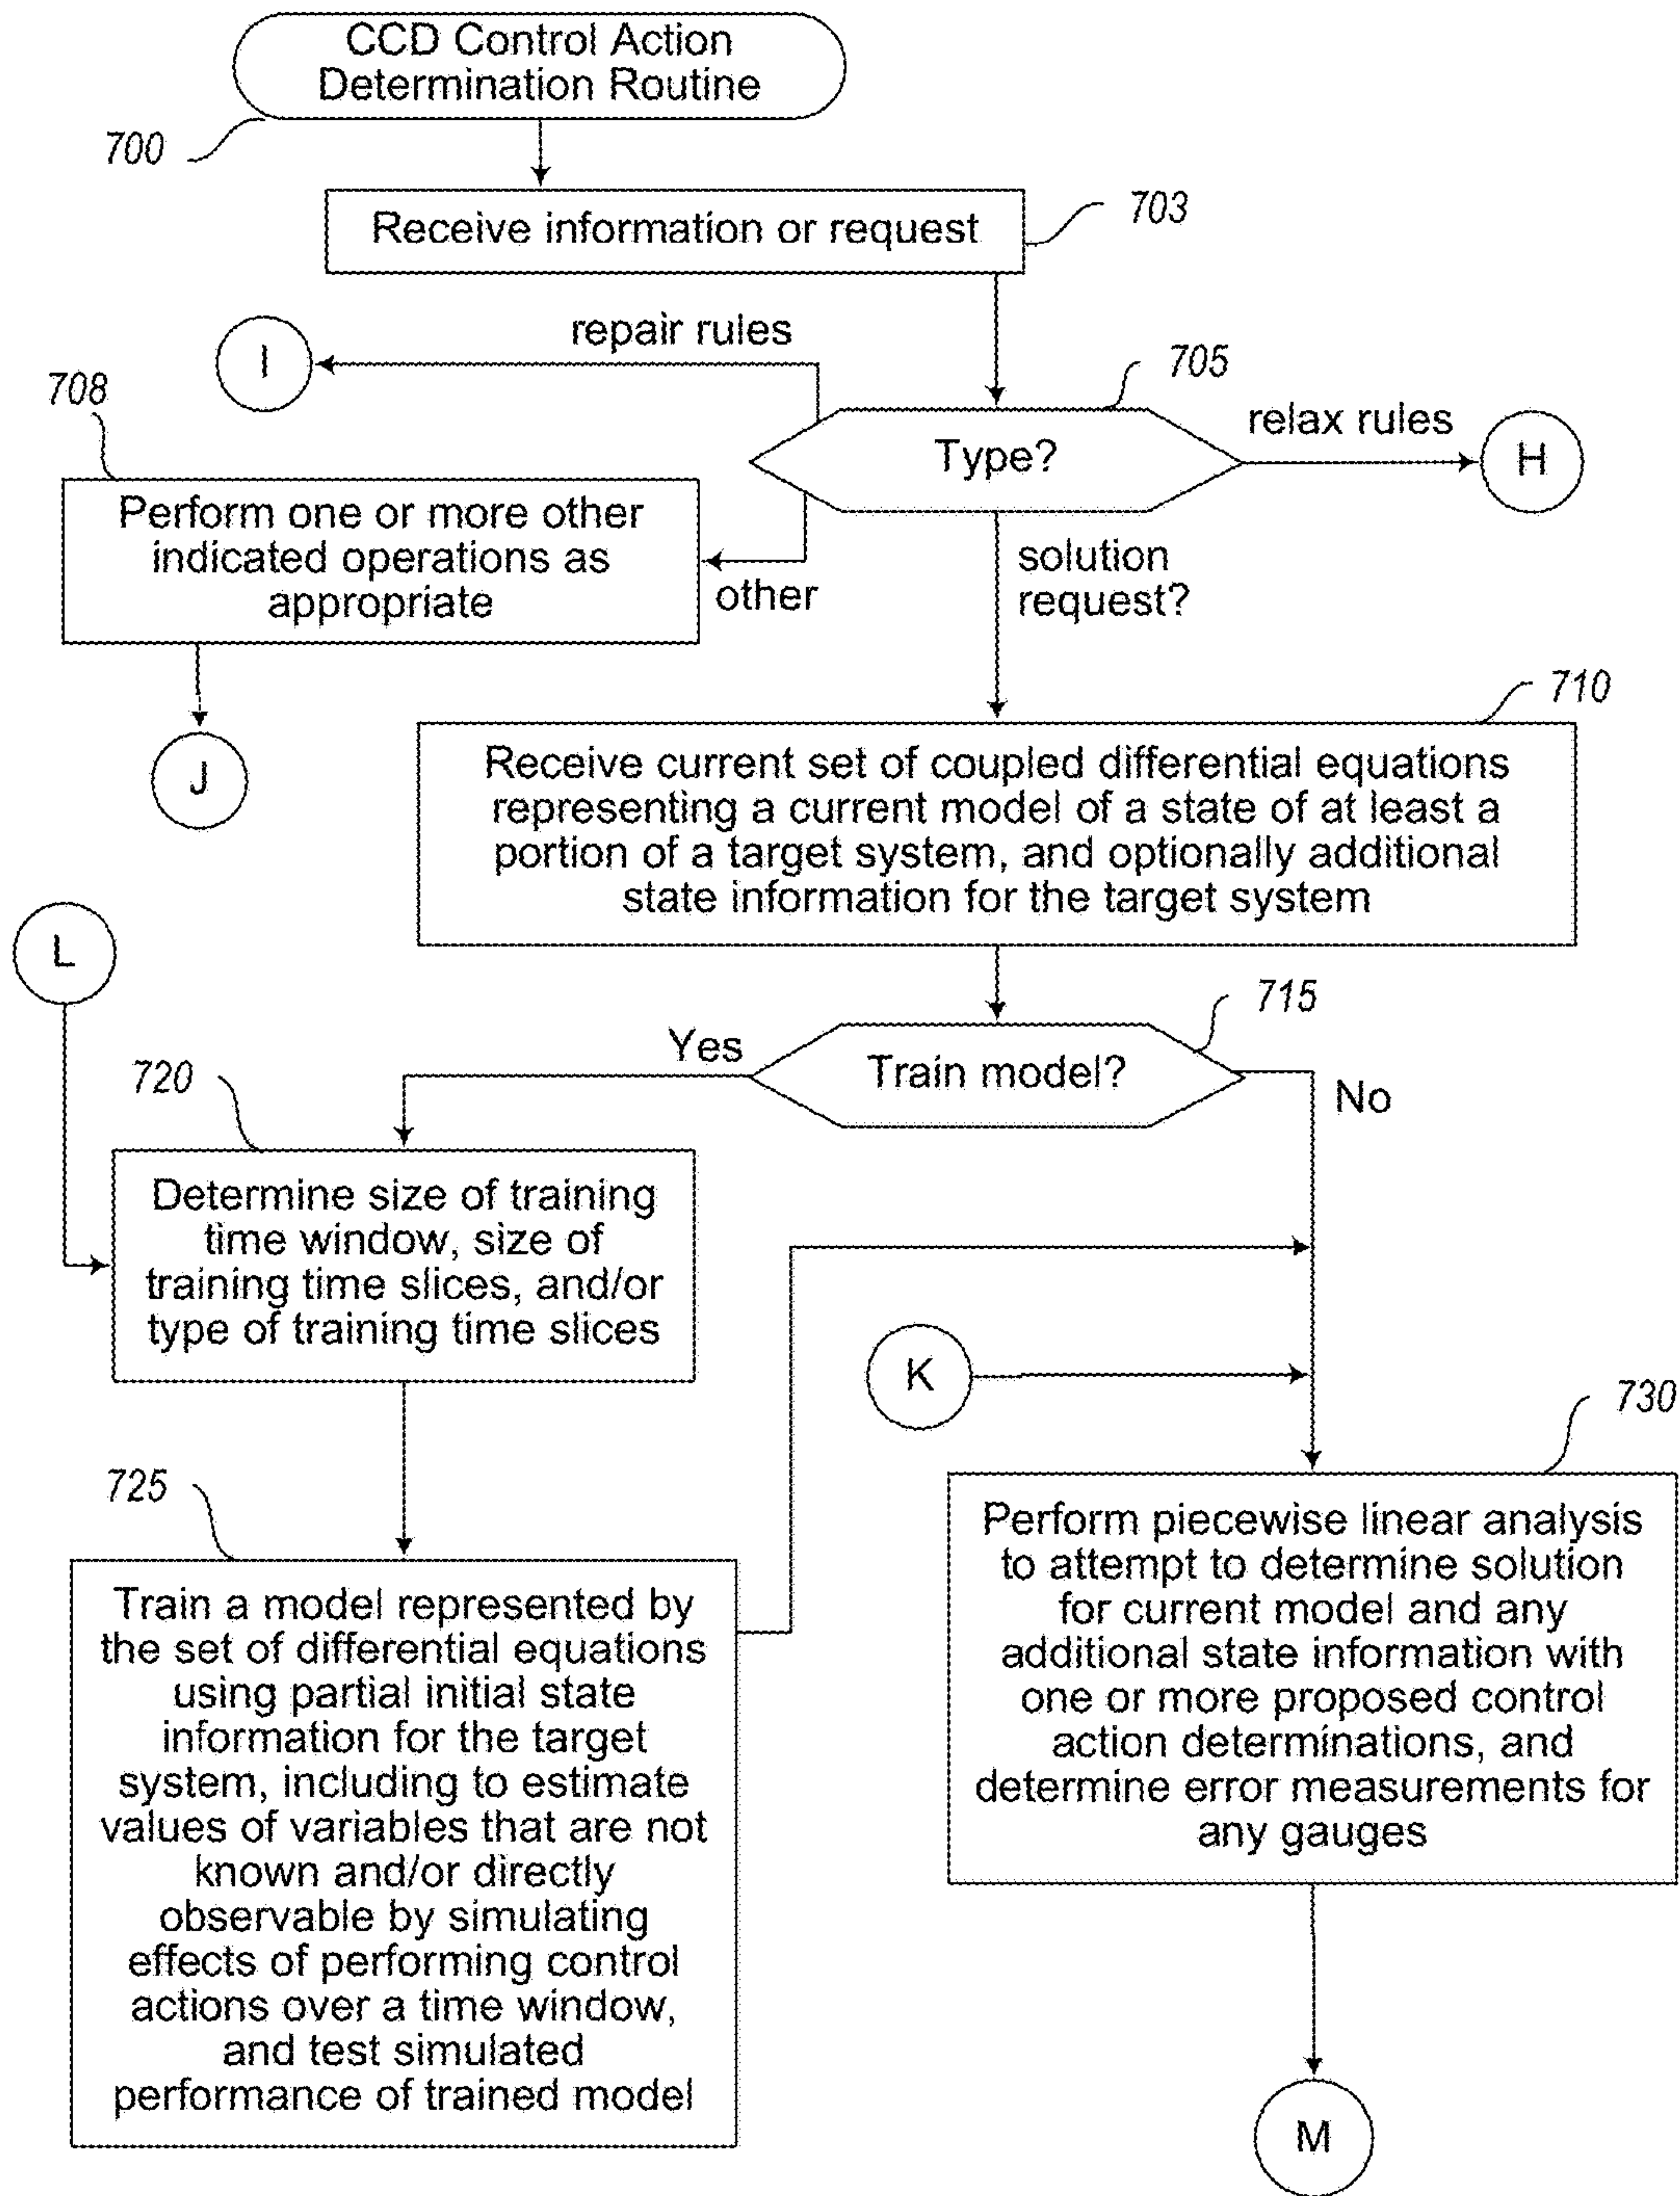 CCD Control Action
Determination Routine
700
Receive information or request
703
repair rules
I
705
708
relax rules
Type?
H
Perform one or more other
indicated operations as
appropriate
other
solution
request?
J
710
Receive current set of coupled differential equations
representing a current model of a state of at least a
portion of a target system, and optionally additional
state information for the target system
L
715
Yes
Train model?
No
720
Determine size of training
time window, size of
training time slices, and/or
type of training time slices
K
730
725
Train a model represented by
the set of differential equations
using partial initial state
information for the target
system, including to estimate
values of variables that are not
known and/or directly
observable by simulating
effects of performing control
actions over a time window,
and test simulated
performance of trained model
Perform piecewise linear analysis
to attempt to determine solution
for current model and any
additional state information with
one or more proposed control
action determinations, and
determine error measurements for
any gauges
M